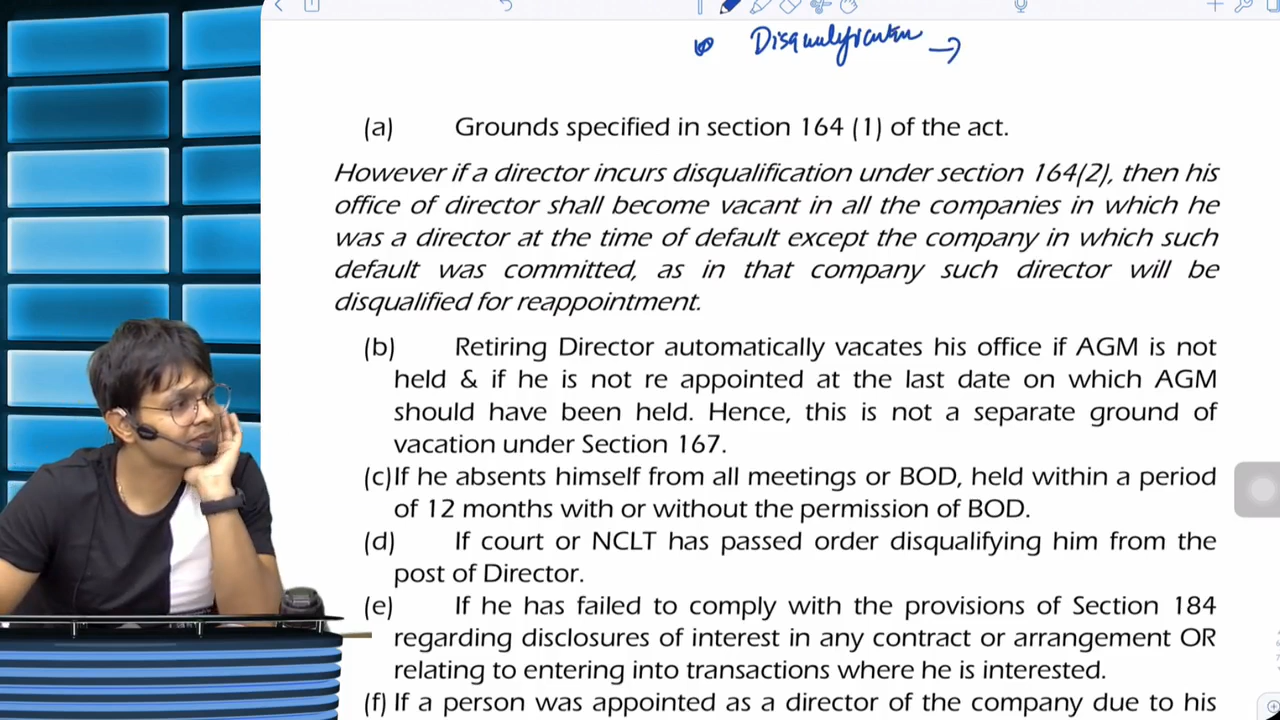 Disqualification →
(a) Grounds specified in section 164 (1) of the act.
However if a director incurs disqualification under section 164(2), then his
office of director shall become vacant in all the companies in which he
was a director at the time of default except the company in which such
default was committed, as in that company such director will be
disqualified for reappointment.
(b) Retiring Director automatically vacates his office if AGM is not
held & if he is not re appointed at the last date on which AGM
should have been held. Hence, this is not a separate ground of
vacation under Section 167.
(c)If he absents himself from all meetings or BOD, held within a period
of 12 months with or without the permission of BOD.
(d) If court or NCLT has passed order disqualifying him from the
post of Director.
(e) If he has failed to comply with the provisions of Section 184
regarding disclosures of interest in any contract or arrangement OR
relating to entering into transactions where he is interested.
(f) If a person was appointed as a director of the company due to his